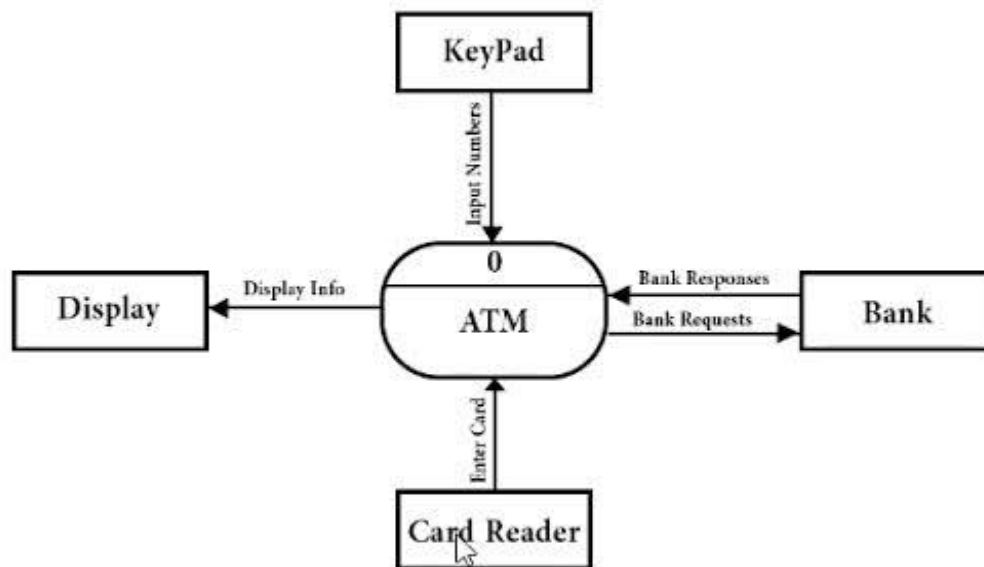 KeyPad
Input Numbers
0
ATM
Display
Display Info
Bank Responses
Bank Requests
Bank
Enter Card
Card Reader